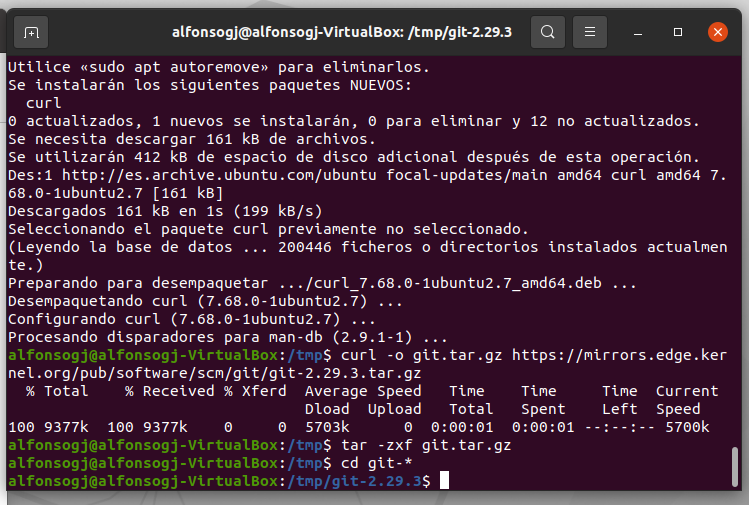 alfonsogj@alfonsogj-VirtualBox: /tmp/git-2.29.3
Utilice «sudo apt autoremove» para eliminarlos.
Se instalarán los siguientes paquetes NUEVOS:
  curl
0 actualizados, 1 nuevos se instalarán, 0 para eliminar y 12 no actualizados.
Se necesita descargar 161 kB de archivos.
Se utilizarán 412 kB de espacio de disco adicional después de esta operación.
Des:1 http://es.archive.ubuntu.com/ubuntu focal-updates/main amd64 curl amd64 7.
68.0-1ubuntu2.7 [161 kB]
Descargados 161 kB en 1s (199 kB/s)
Seleccionando el paquete curl previamente no seleccionado.
(Leyendo la base de datos ... 200446 ficheros o directorios instalados actualmen
te.)
Preparando para desempaquetar .../curl_7.68.0-1ubuntu2.7_amd64.deb ...
Desempaquetando curl (7.68.0-1ubuntu2.7) ...
Configurando curl (7.68.0-1ubuntu2.7) ...
Procesando disparadores para man-db (2.9.1-1) ...
alfonsogj@alfonsogj-VirtualBox:/tmp$ curl -o git.tar.gz https://mirrors.edge.ker
nel.org/pub/software/scm/git/git-2.29.3.tar.gz
  % Total    % Received % Xferd  Average Speed   Time    Time     Time  Current
                                 Dload  Upload   Total   Spent    Left  Speed
100 9377k  100 9377k    0     0  5703k      0  0:00:01  0:00:01 --:--:-- 5700k
alfonsogj@alfonsogj-VirtualBox:/tmp$ tar -zxf git.tar.gz
alfonsogj@alfonsogj-VirtualBox:/tmp$ cd git-*
alfonsogj@alfonsogj-VirtualBox:/tmp/git-2.29.3$